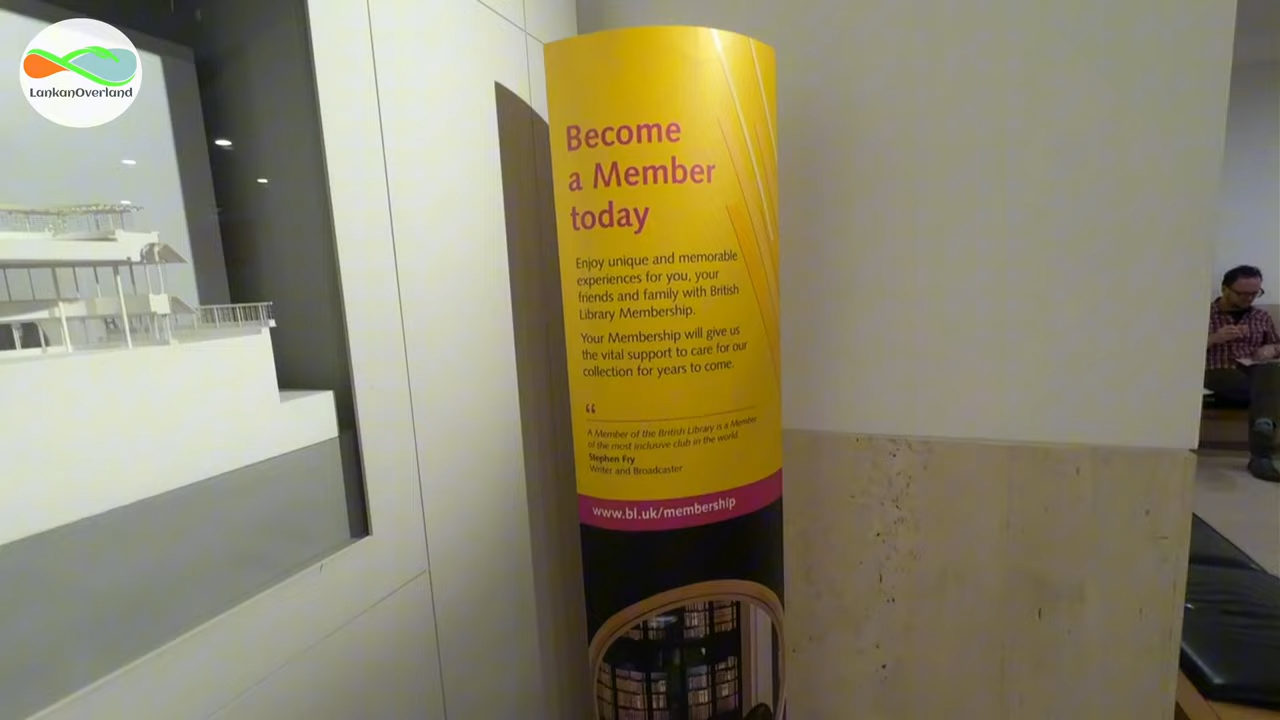 LankanOverland
Become
a Member
today
Enjoy unique and memorable
experiences for you, your
friends and family with British
Library Membership.
Your Membership will give us
the vital support to care for our
collection for years to come.
“
A Member of the British Library is a Member
of the most inclusive club in the world.
Stephen Fry
Writer and Broadcaster
www.bl.uk/membership